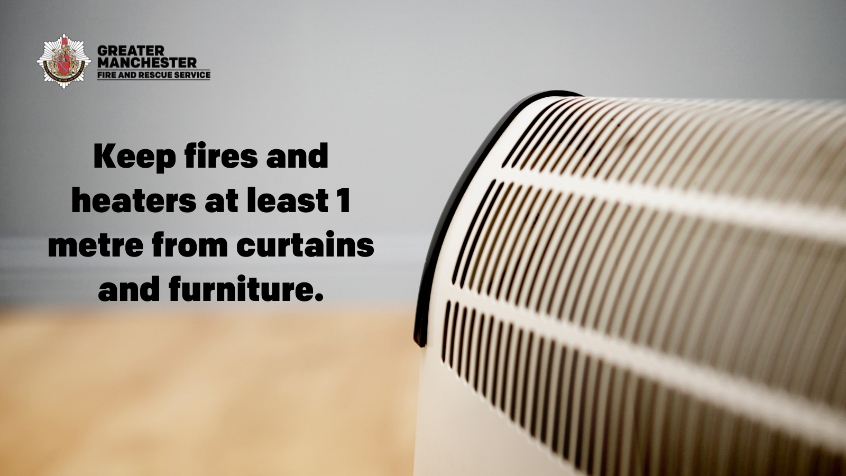 GREATER
MANCHESTER
FIRE AND RESCUE SERVICE
Keep fires and
heaters at least 1
metre from curtains
and furniture.